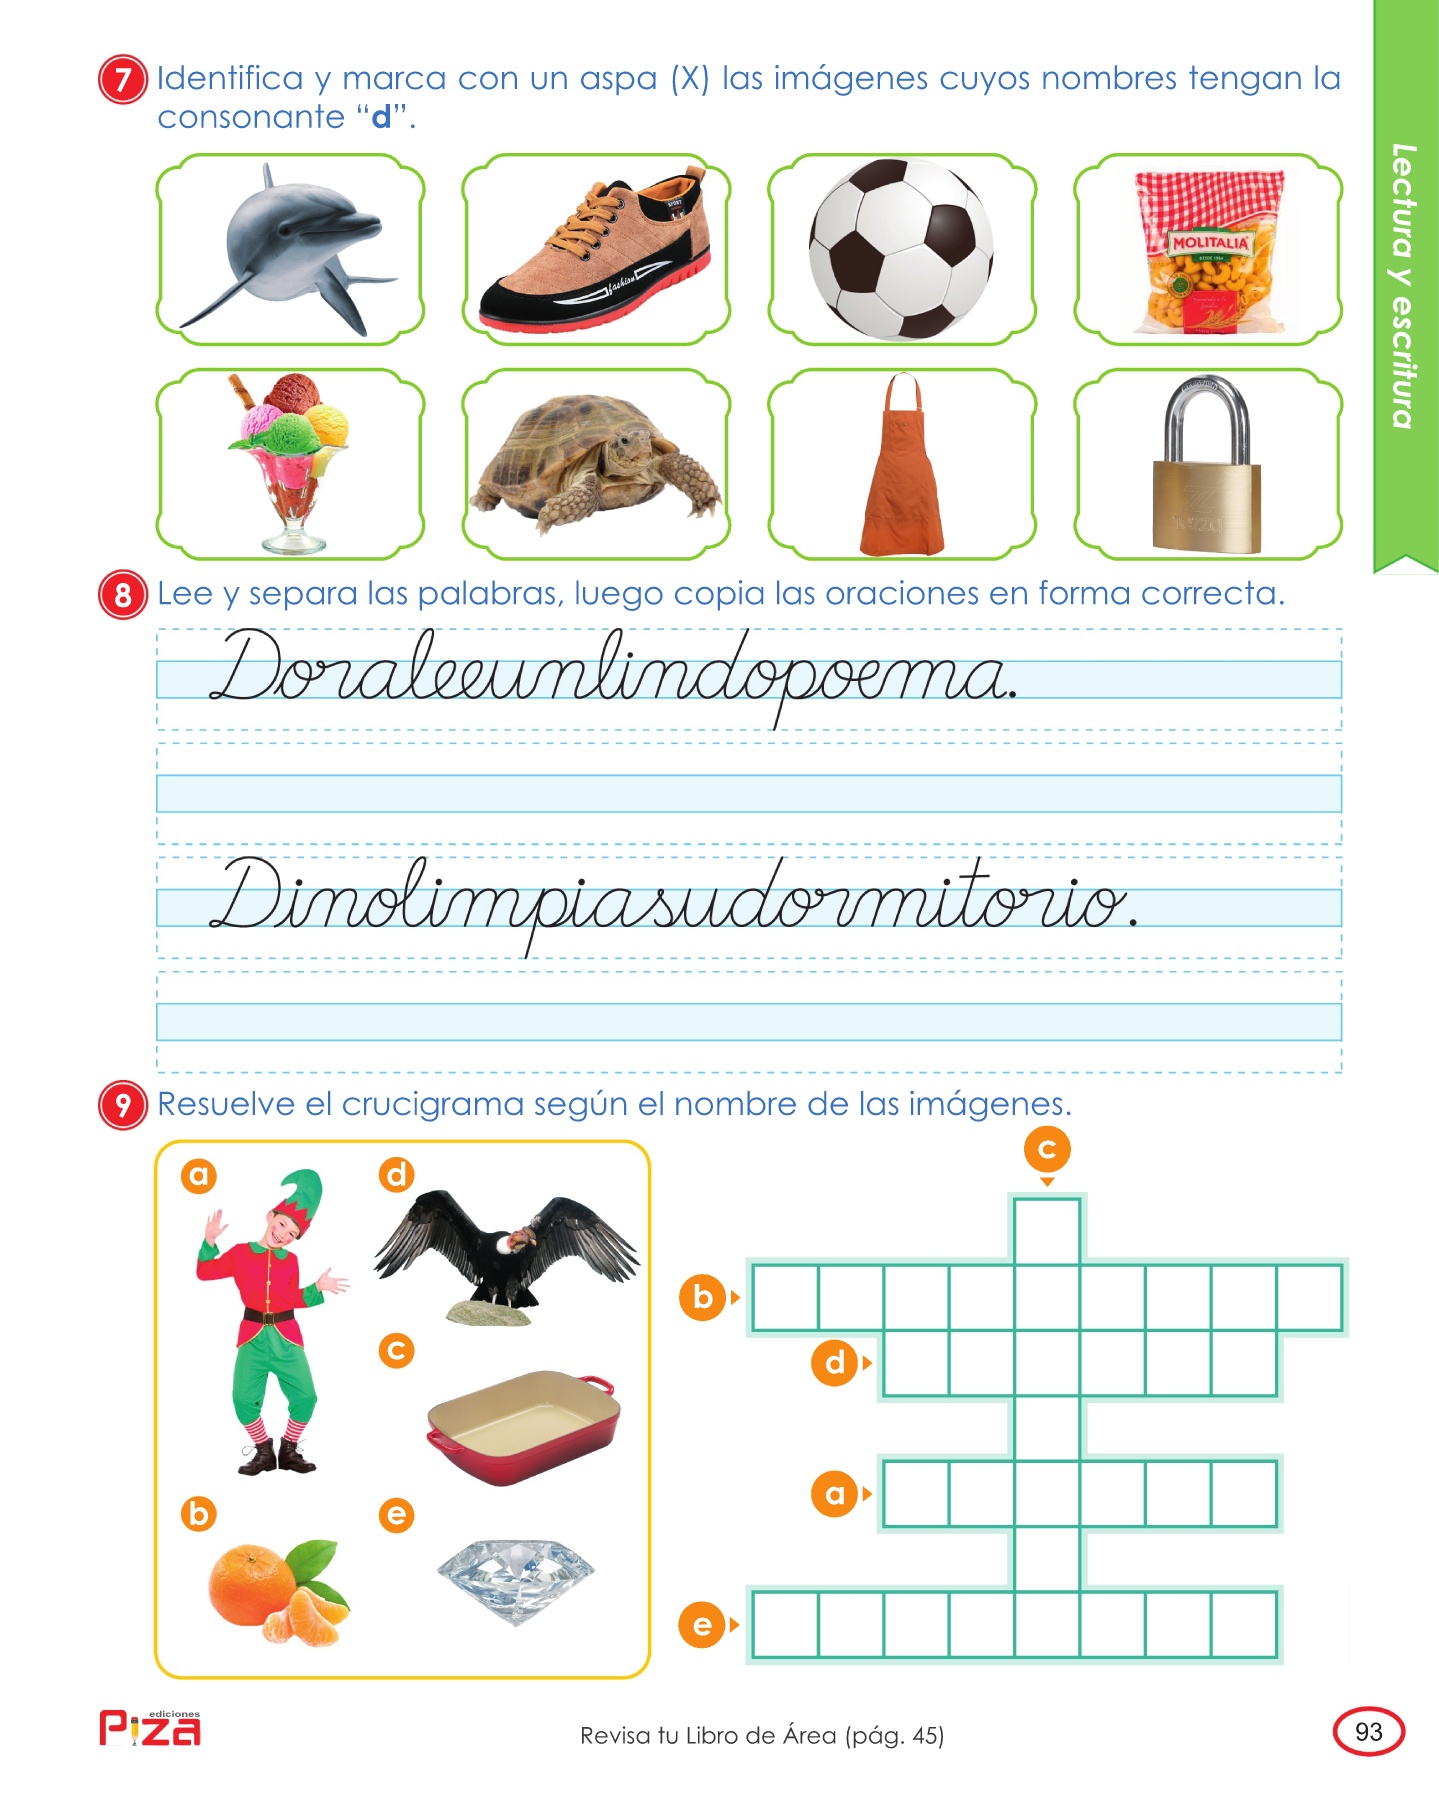 7 Identifica y marca con un aspa (X) las imágenes cuyos nombres tengan la
consonante “d”.
SPORT
fashion
MOLITALIA
DESDE 1964
Lectura y escritura
8 Lee y separa las palabras, luego copia las oraciones en forma correcta.
Doraleeunlindopoema.
Dinolimpiasudormitorio.
9 Resuelve el crucigrama según el nombre de las imágenes.
a
d
c
b
e
c
b
d
a
e
ediciones
Piza
Revisa tu Libro de Área (pág. 45)
93